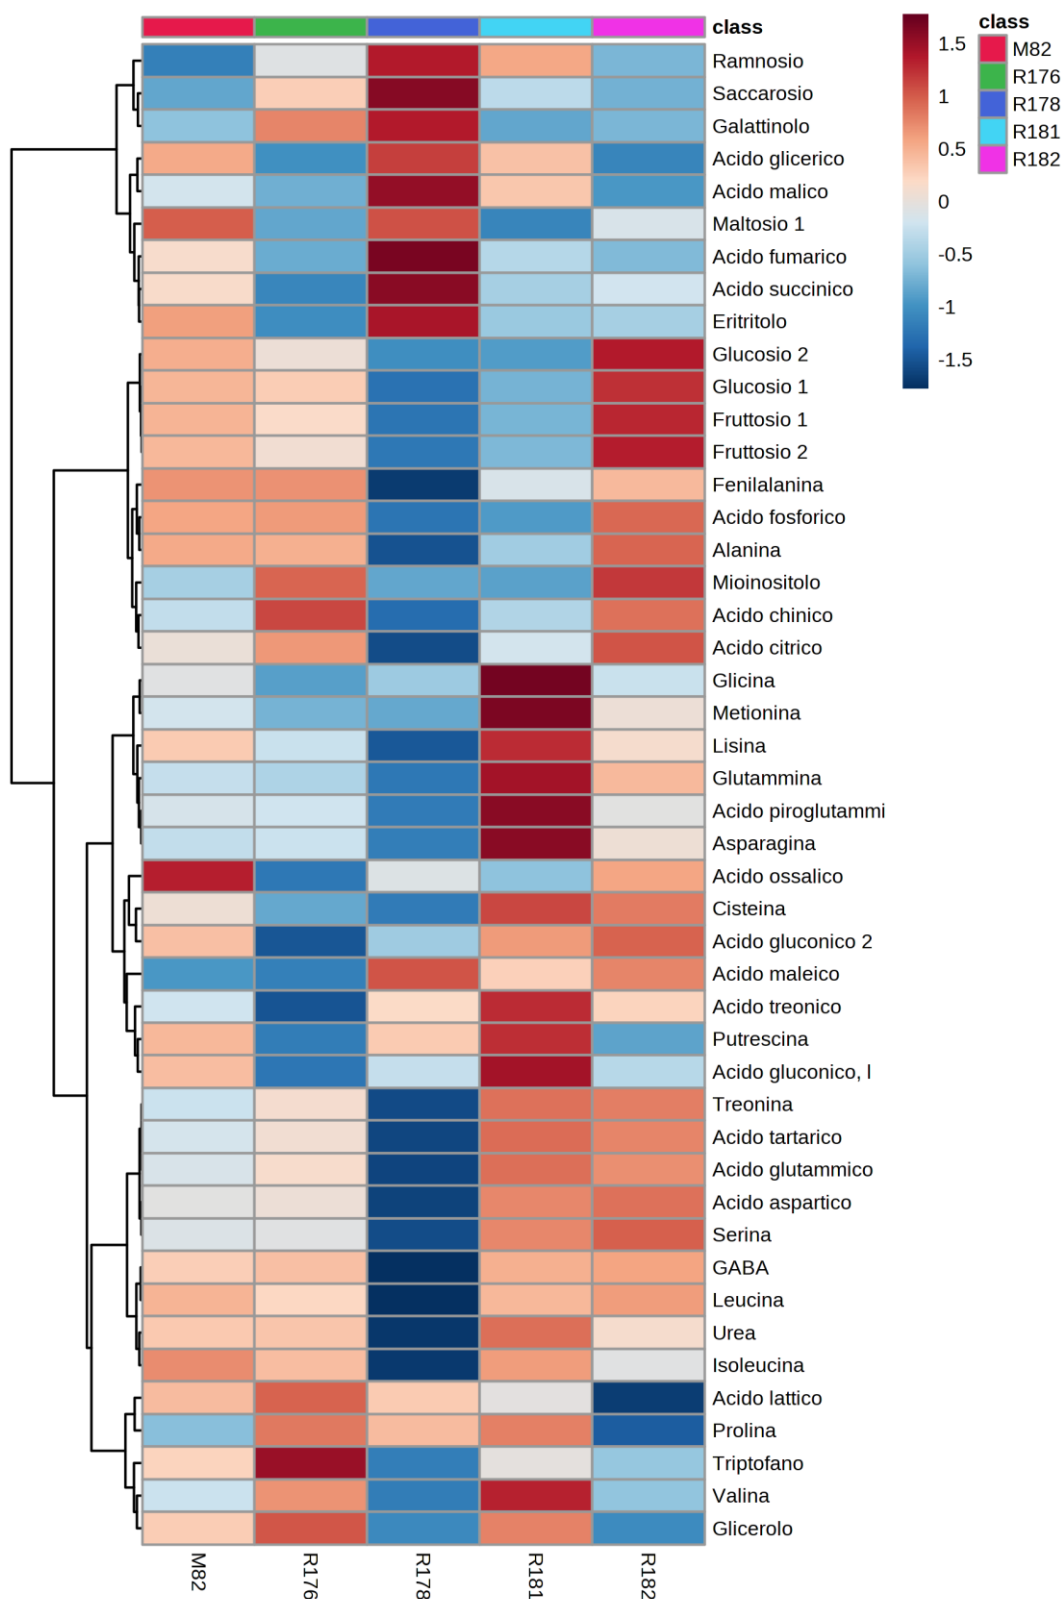 class
Ramnosio
Saccarosio
Galattinolo
Acido glicerico
Acido malico
Maltosio 1
Acido fumarico
Acido succinico
Eritritolo
Glucosio 2
Glucosio 1
Fruttosio 1
Fruttosio 2
Fenilalanina
Acido fosforico
Alanina
Mioinositolo
Acido chinico
Acido citrico
Glicina
Metionina
Lisina
Glutammina
Acido piroglutammi
Asparagina
Acido ossalico
Cisteina
Acido gluconico 2
Acido maleico
Acido treonico
Putrescina
Acido gluconico, l
Treonina
Acido tartarico
Acido glutammico
Acido aspartico
Serina
GABA
Leucina
Urea
Isoleucina
Acido lattico
Prolina
Triptofano
Valina
Glicerolo
M82
R176
R178
R181
R182
1.5
1
0.5
0
-0.5
-1
-1.5
class
M82
R176
R178
R181
R182